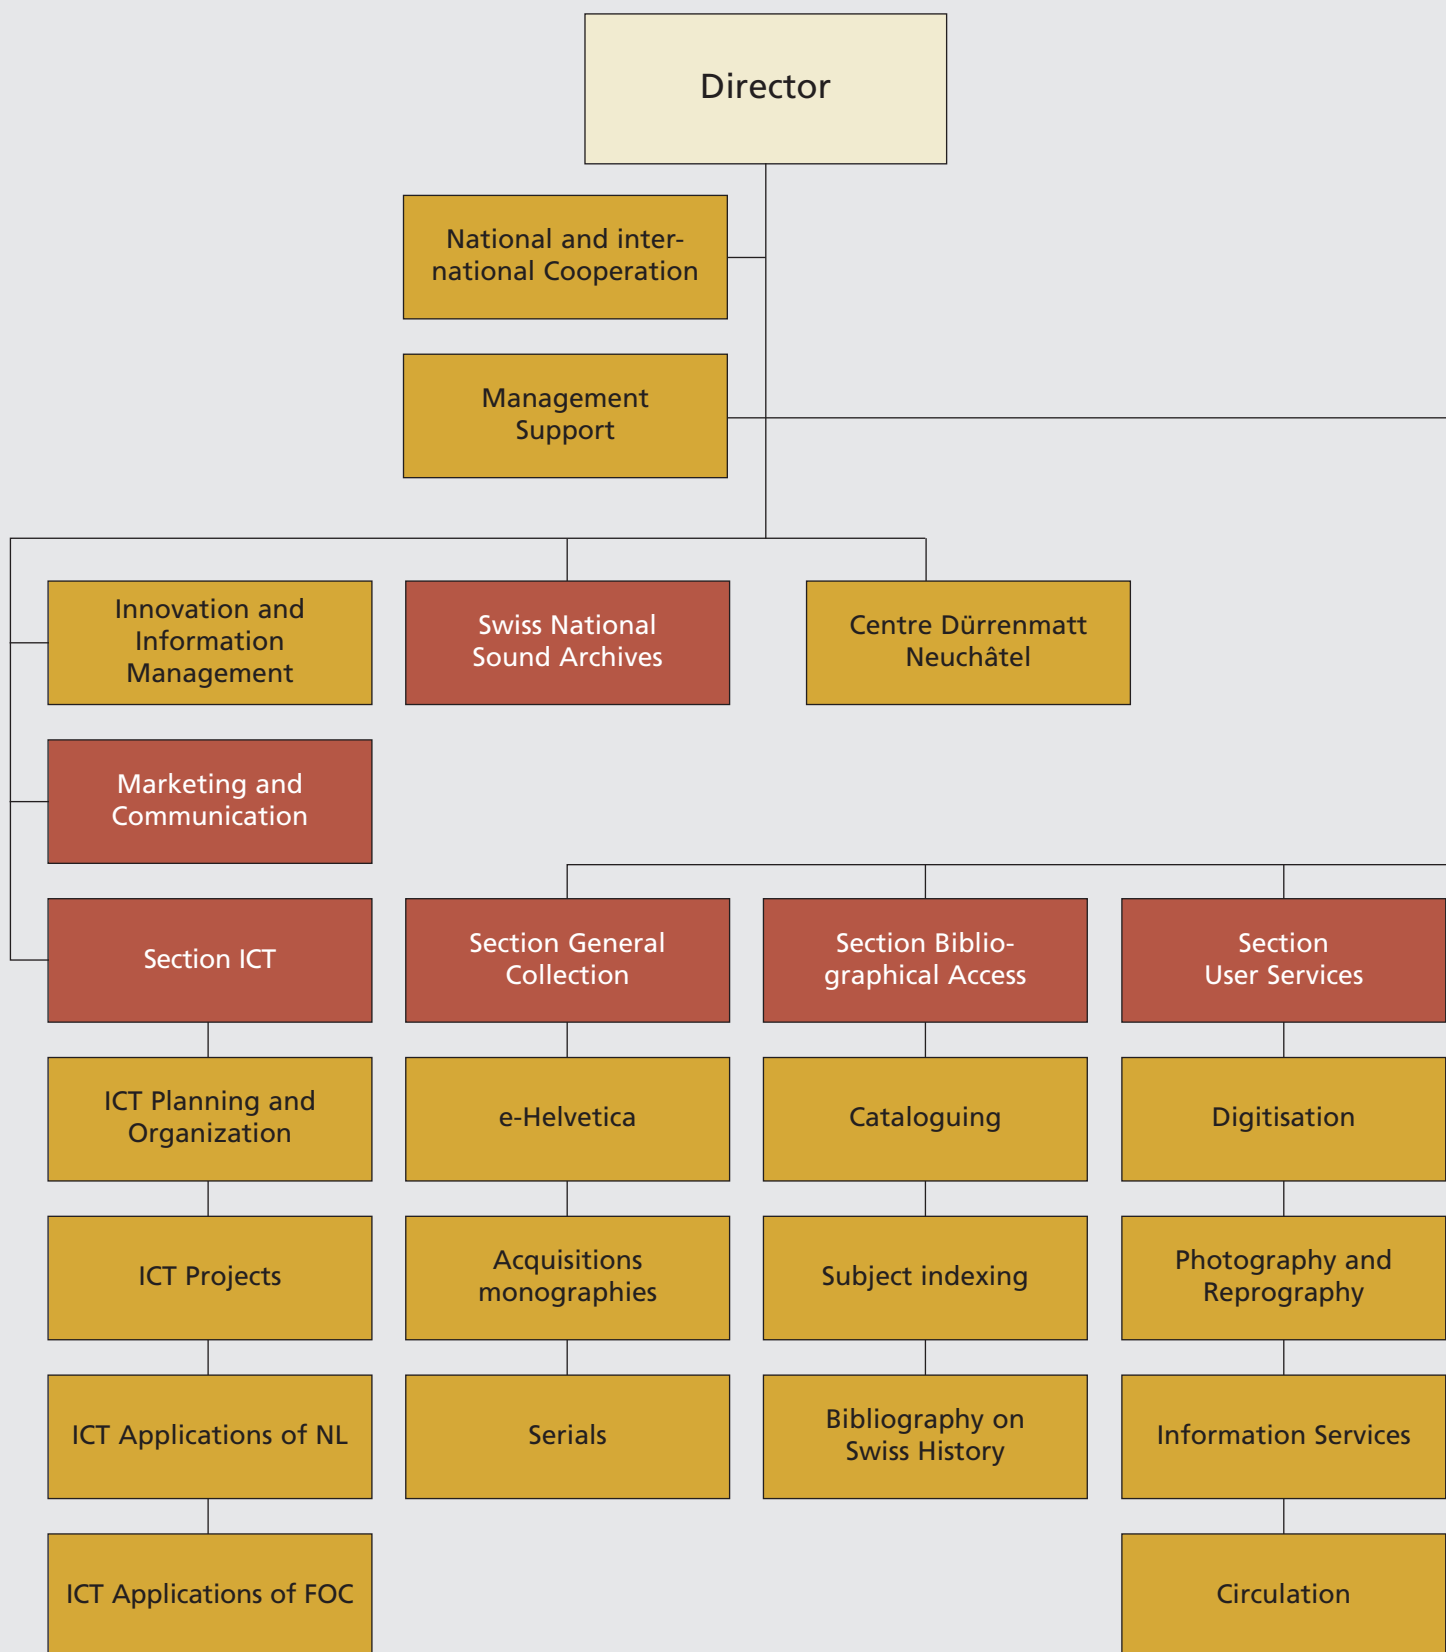 Director
National and inter-
national Cooperation
Management
Support
Innovation and
Information
Management
Swiss National
Sound Archives
Centre Dürrenmatt
Neuchâtel
Marketing and
Communication
Section ICT
Section General
Collection
Section Biblio-
graphical Access
Section
User Services
ICT Planning and
Organization
e-Helvetica
Cataloguing
Digitisation
ICT Projects
Acquisitions
monographies
Subject indexing
Photography and
Reprography
ICT Applications of NL
Serials
Bibliography on
Swiss History
Information Services
ICT Applications of FOC
Circulation